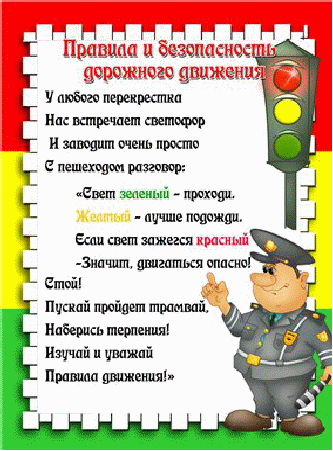 Правила и безопасность
дорожного движения
У любого перекрестка
Нас встречает светофор
И заводит очень просто
С пешеходом разговор:
«Свет зеленый - проходи.
Желтый - лучше подожди.
Если свет зажегся красный
-Значит, двигаться опасно!
Стой!
Пускай пройдет трамвай,
Наберись терпения!
Изучай и уважай
Правила движения!»